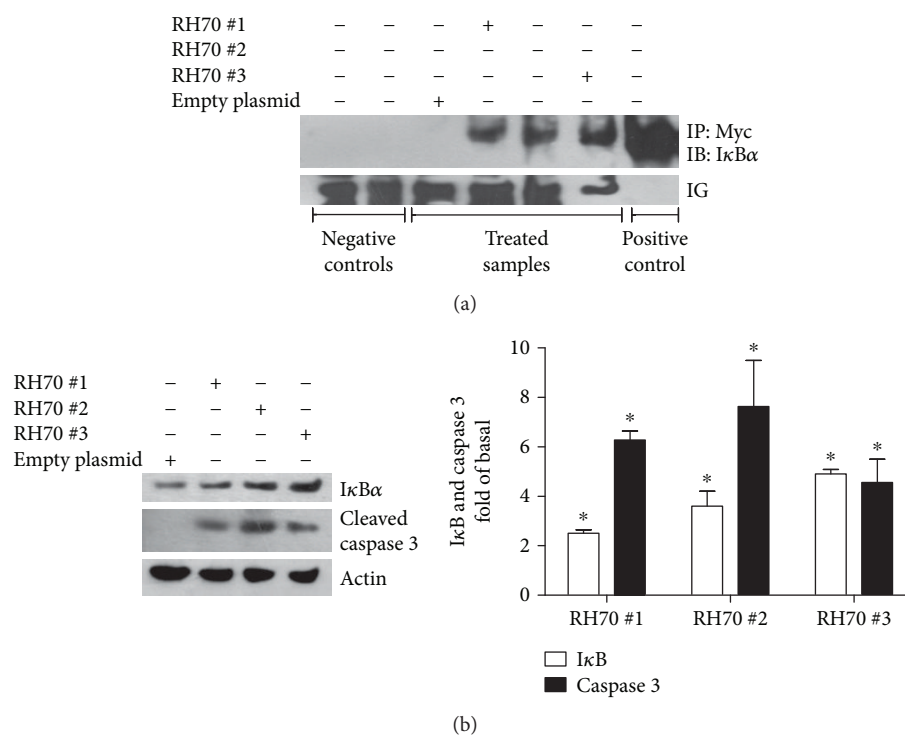 RH70 #1 – – – + – – –
RH70 #2 – – – – – – –
RH70 #3 – – – – – + –
Empty plasmid – – + – – – –
IP: Myc
IB: IκBα
IG
Negative controls
Treated samples
Positive control
(a)
RH70 #1 – + – –
RH70 #2 – – + –
RH70 #3 – – – +
Empty plasmid + – – –
IκBα
Cleaved
caspase 3
Actin
IκB and caspase 3
fold of basal
10
8
6
4
2
0
* * * * * *
RH70 #1 RH70 #2 RH70 #3
IκB
Caspase 3
(b)